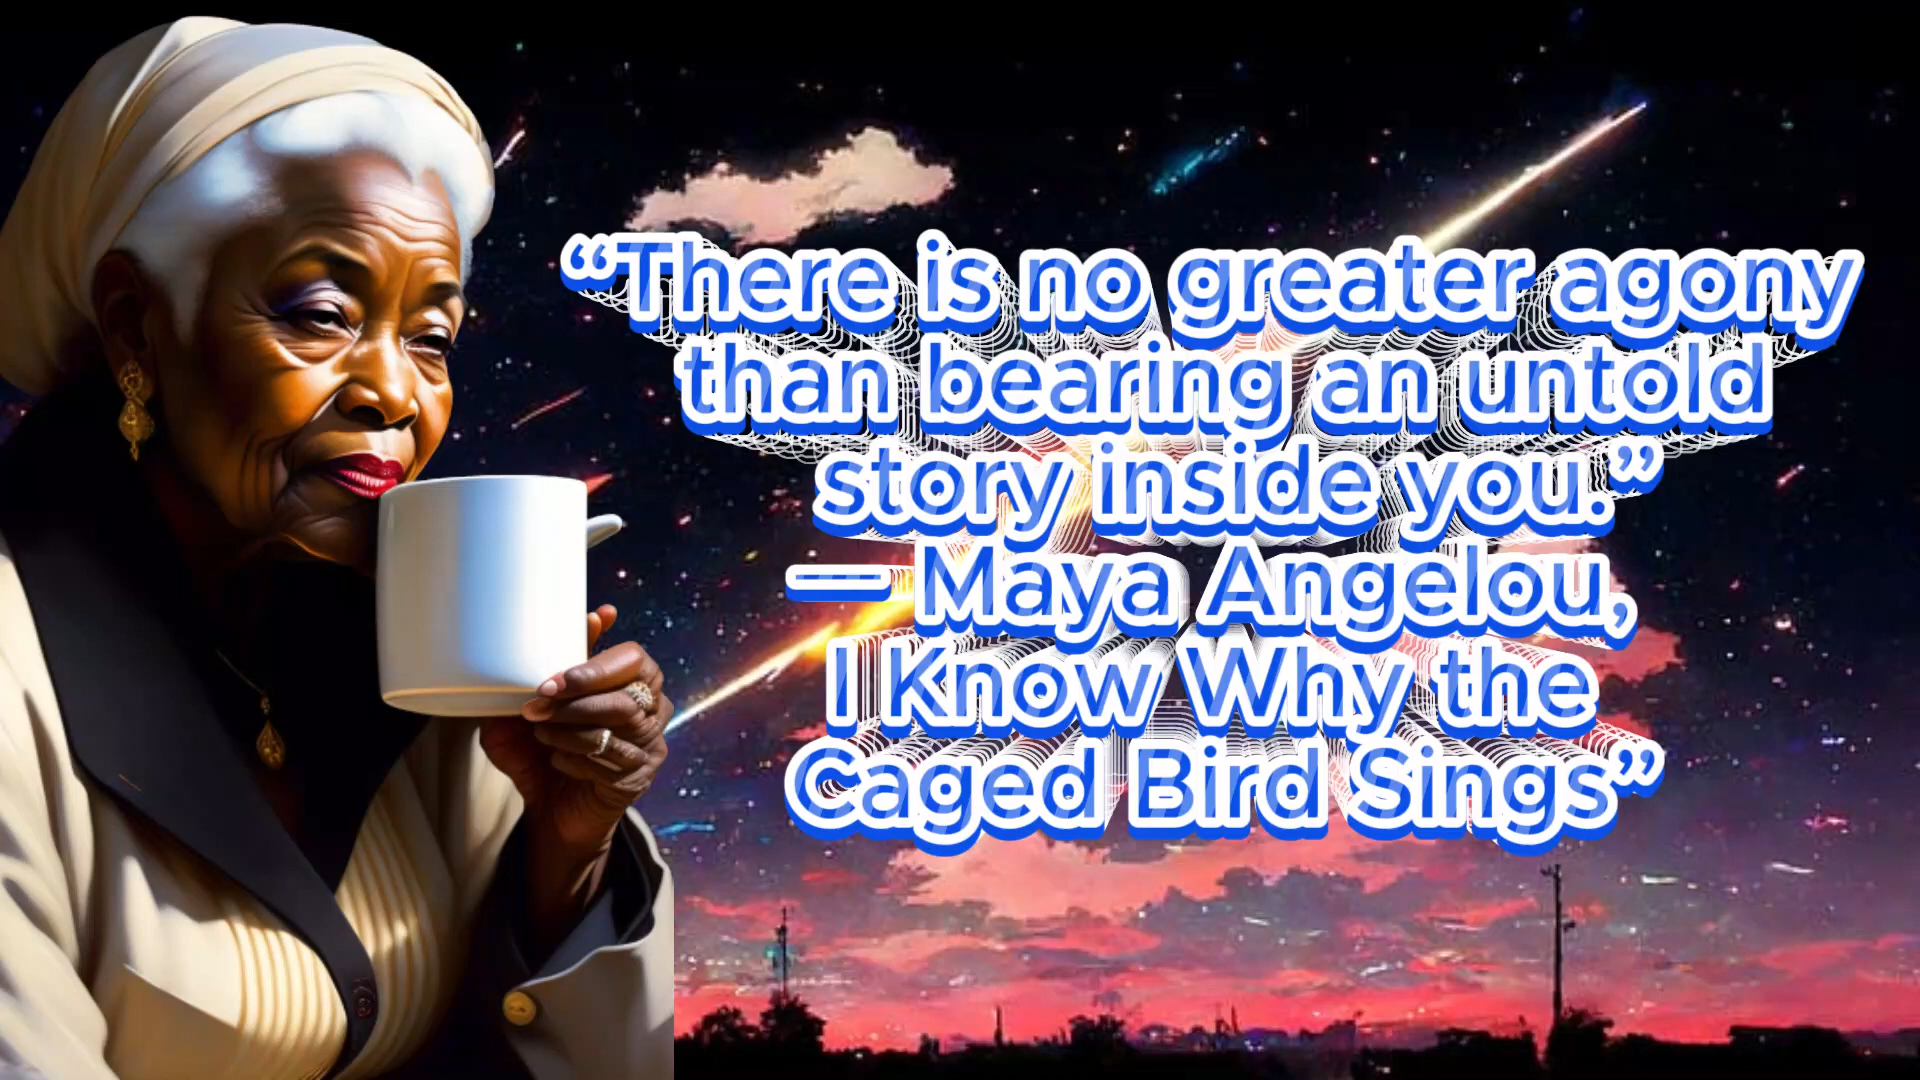 “There is no greater agony
than bearing an untold
story inside you.”
— Maya Angelou,
I Know Why the
Caged Bird Sings”